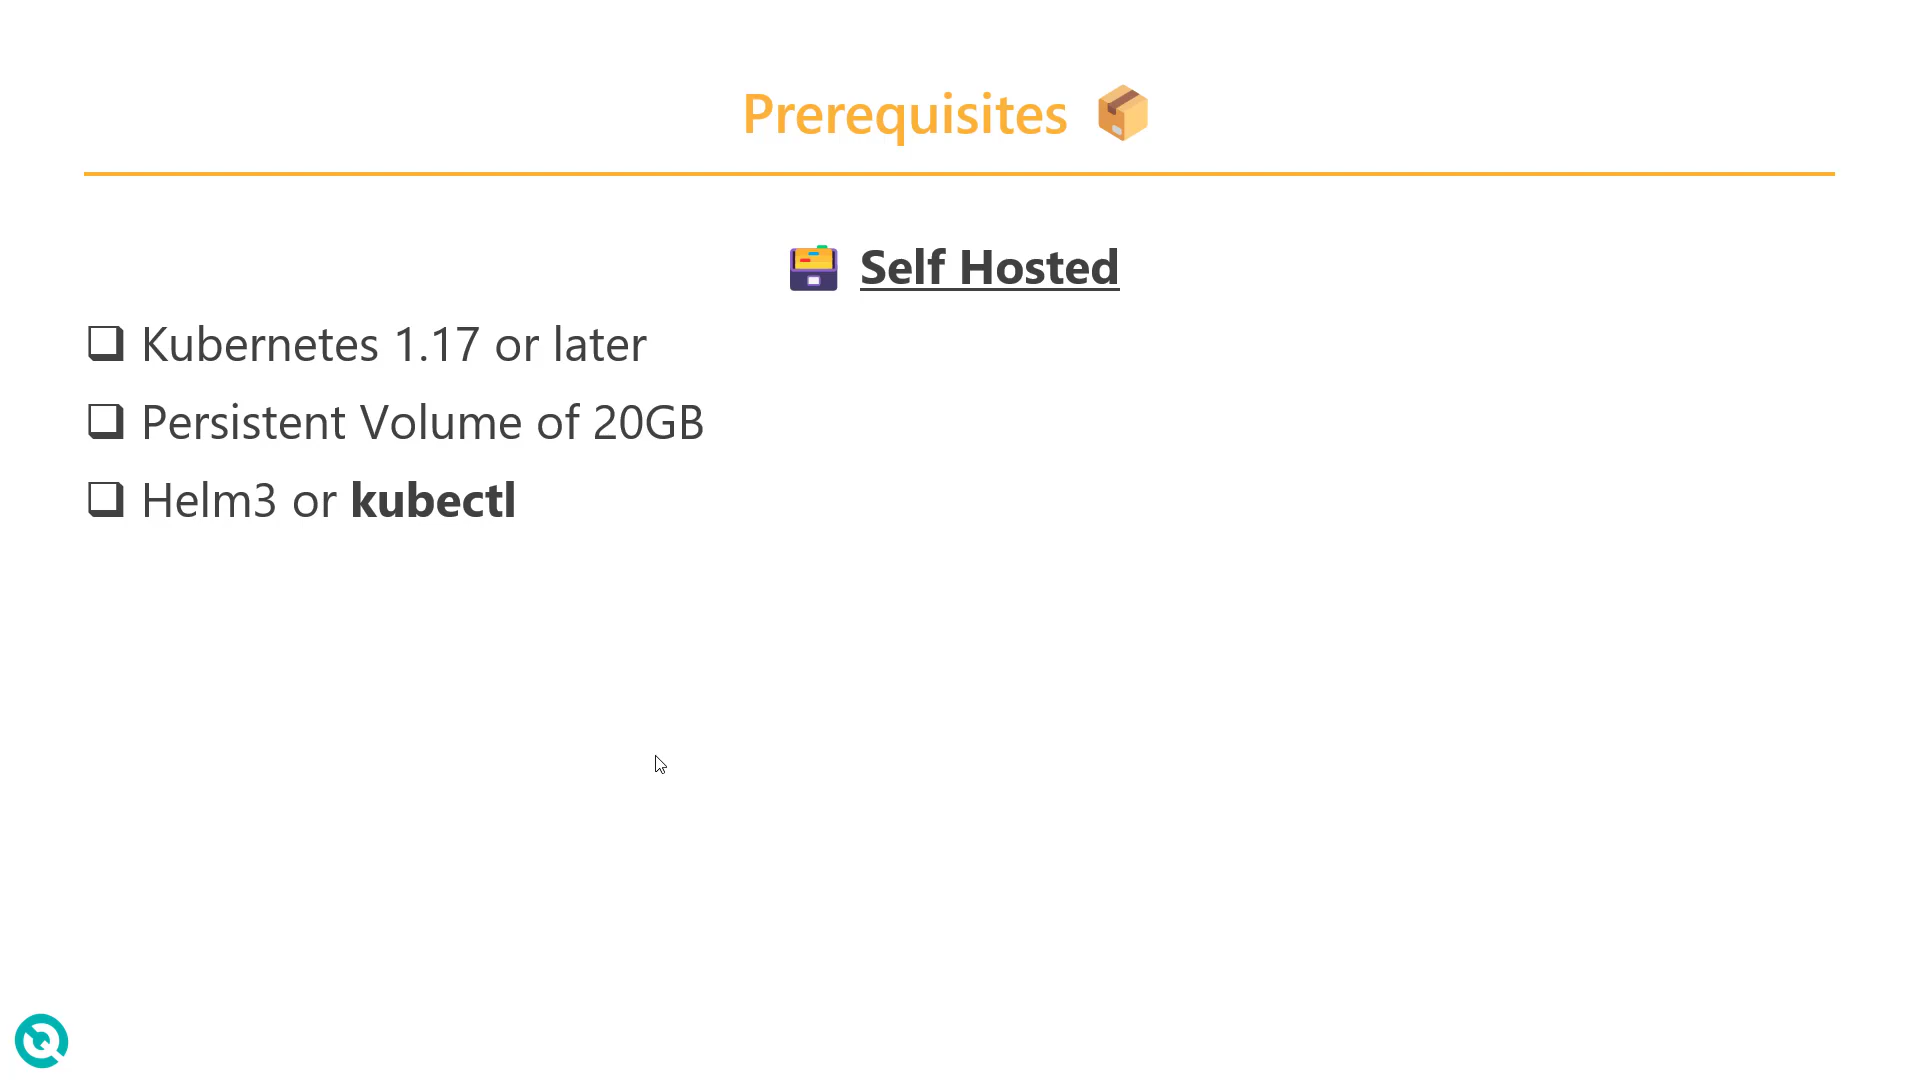 Prerequisites
Self Hosted
Kubernetes 1.17 or later
Persistent Volume of 20GB
Helm3 or kubectl